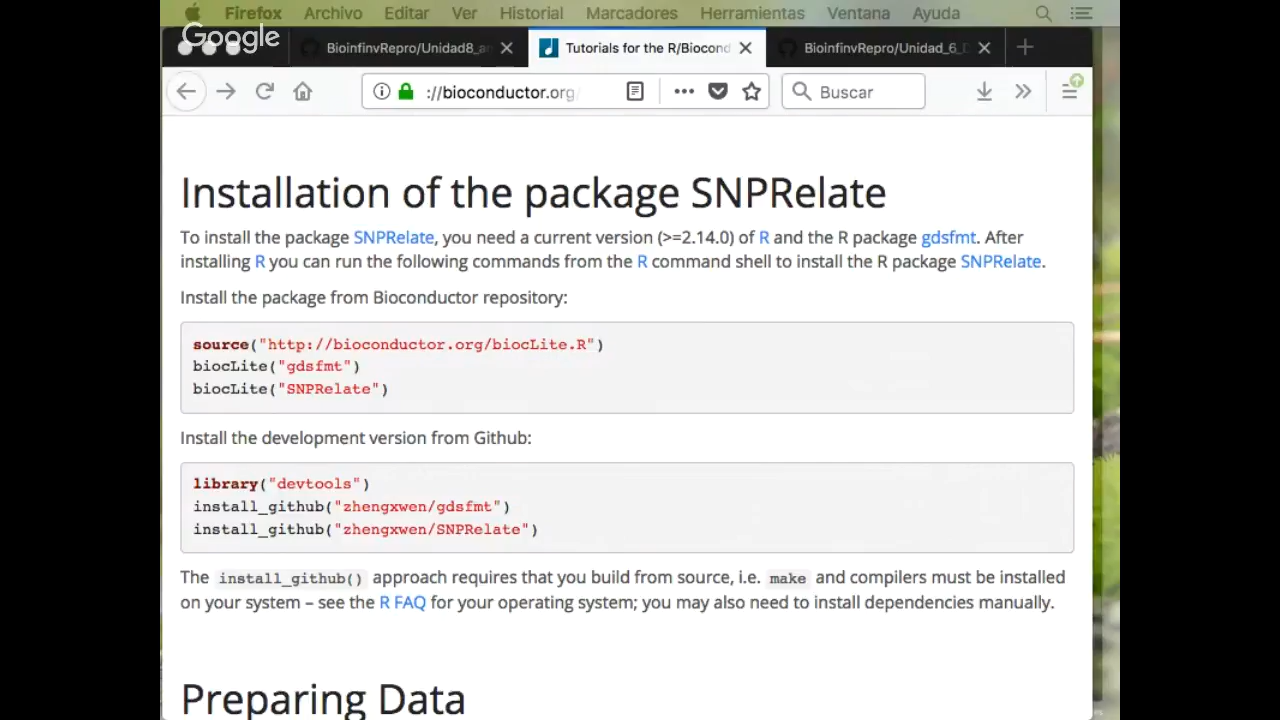 Firefox Archivo Editar Ver Historial Marcadores Herramientas Ventana Ayuda
Google
BioinfinvRepro/Unidad8_a
Tutorials for the R/Biocond
BioinfinvRepro/Unidad_6_
://bioconductor.org
Buscar
Installation of the package SNPRelate
To install the package SNPRelate, you need a current version (>=2.14.0) of R and the R package gdsfmt. After
installing R you can run the following commands from the R command shell to install the R package SNPRelate.
Install the package from Bioconductor repository:
source("http://bioconductor.org/biocLite.R")
biocLite("gdsfmt")
biocLite("SNPRelate")
Install the development version from Github:
library("devtools")
install_github("zhengxwen/gdsfmt")
install_github("zhengxwen/SNPRelate")
The install_github() approach requires that you build from source, i.e. make and compilers must be installed
on your system – see the R FAQ for your operating system; you may also need to install dependencies manually.
Preparing Data